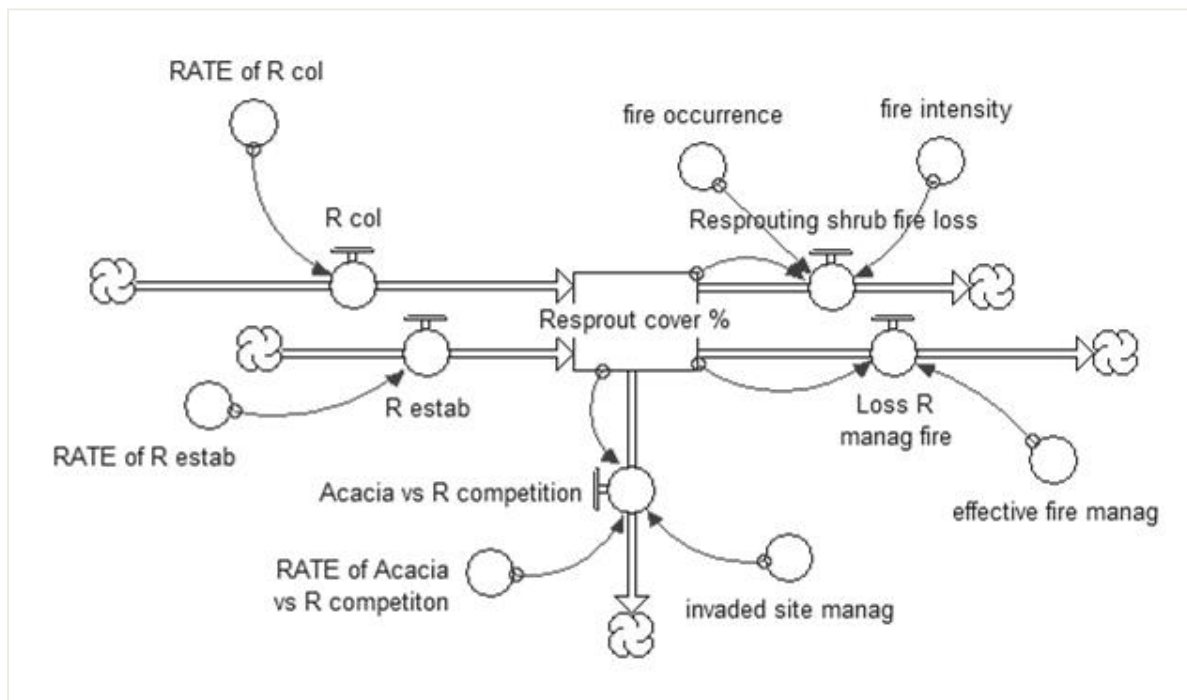 RATE of R col
fire occurrence
fire intensity
R col
Resprouting shrub fire loss
Resprout cover %
R estab
Loss R
manag fire
RATE of R estab
Acacia vs R competition
effective fire manag
RATE of Acacia
vs R competiton
invaded site manag